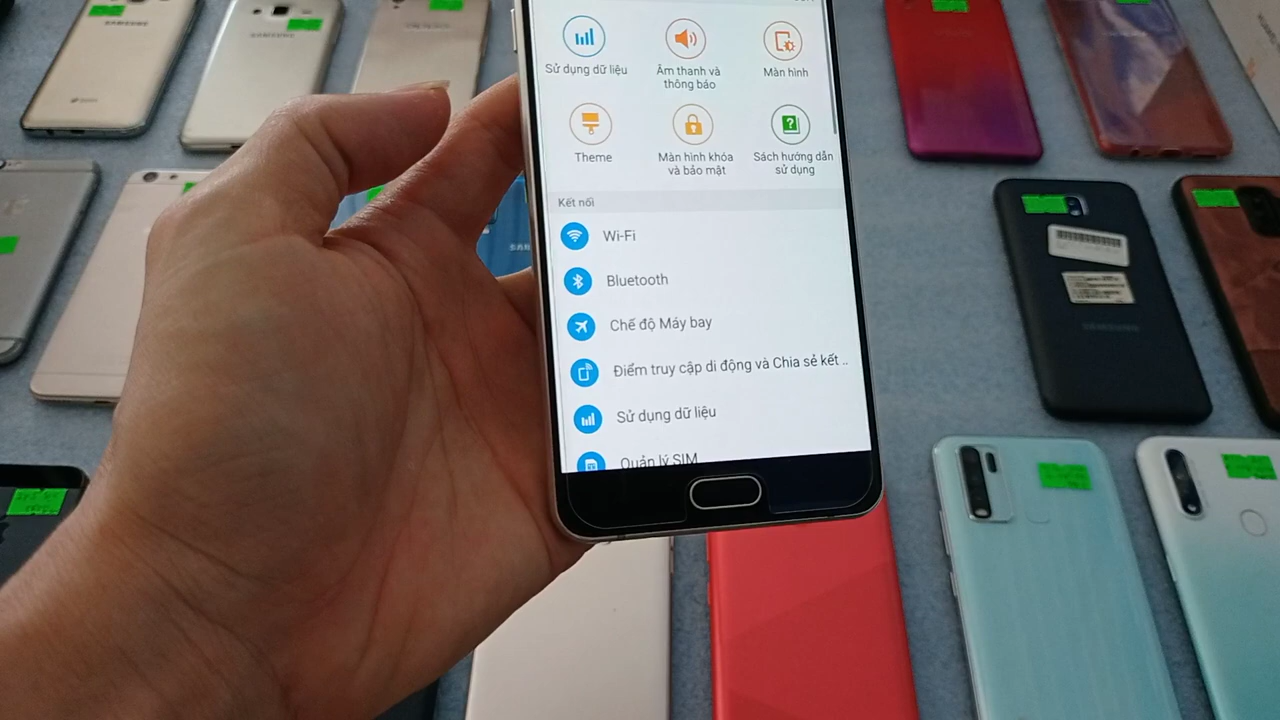 SAMSUNG
Sử dụng dữ liệu
Âm thanh và
thông báo
Màn hình
Theme
Màn hình khóa
và bảo mật
Sách hướng dẫn
sử dụng
Kết nối
Wi-Fi
Bluetooth
Chế độ Máy bay
Điểm truy cập di động và Chia sẻ kết ..
Sử dụng dữ liệu
Quản lý SIM
SAMSUNG